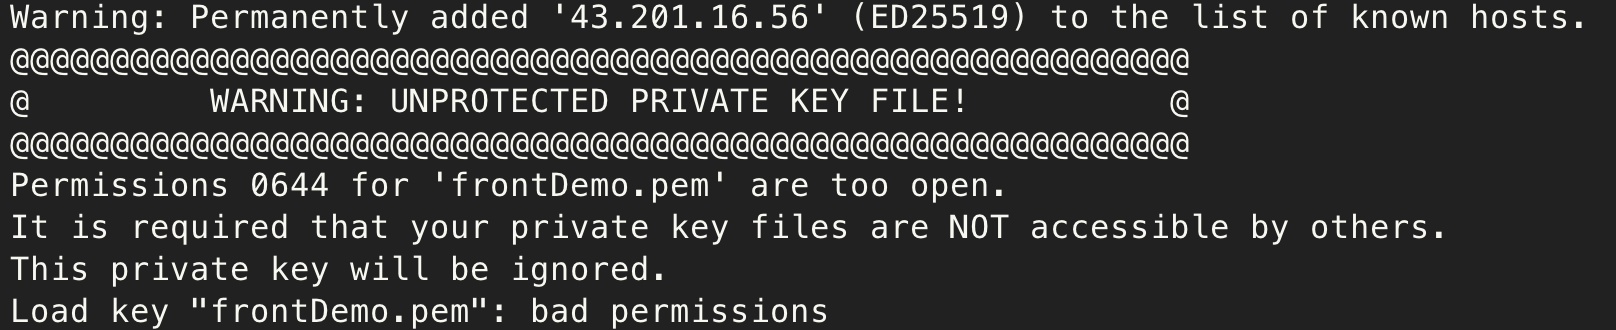 Warning: Permanently added '43.201.16.56' (ED25519) to the list of known hosts.
@@@@@@@@@@@@@@@@@@@@@@@@@@@@@@@@@@@@@@@@@@@@@@@@@@@@@@@@@@@
@         WARNING: UNPROTECTED PRIVATE KEY FILE!          @
@@@@@@@@@@@@@@@@@@@@@@@@@@@@@@@@@@@@@@@@@@@@@@@@@@@@@@@@@@@
Permissions 0644 for 'frontDemo.pem' are too open.
It is required that your private key files are NOT accessible by others.
This private key will be ignored.
Load key "frontDemo.pem": bad permissions